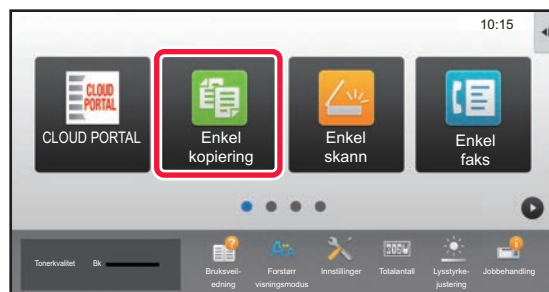 10:15
CLOUD
PORTAL
CLOUD PORTAL
Enkel
kopiering
Enkel
skann
Enkel
faks
Tonerkvalitet Bk
Bruksveil-
edning
Forstørr
visningsmodus
Innstillinger
Totalantall
Lysstyrke-
justering
Jobbehandling